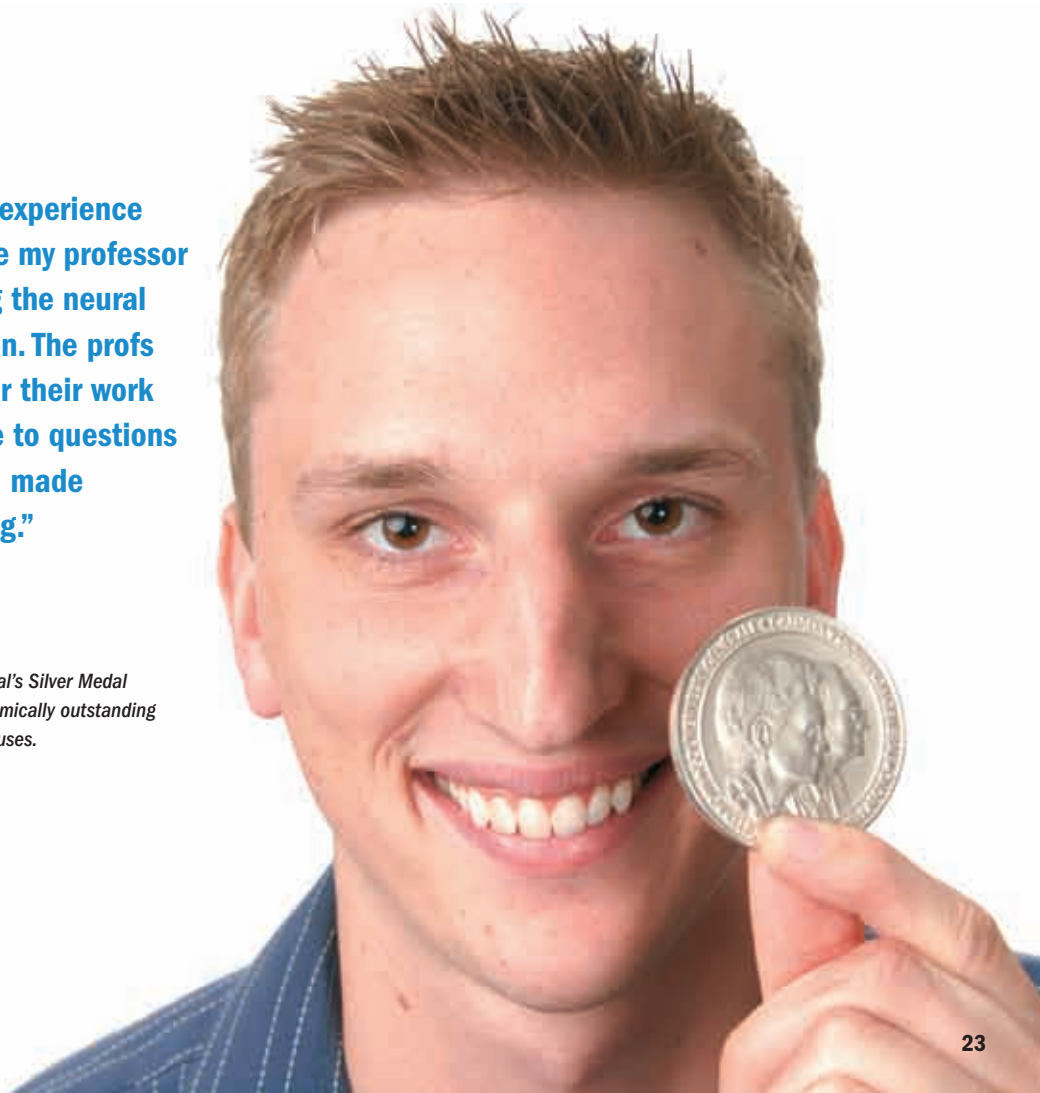 experience
e my professor
g the neural
n. The profs
r their work
e to questions
made
g.”
al’s Silver Medal
mically outstanding
uses.
23